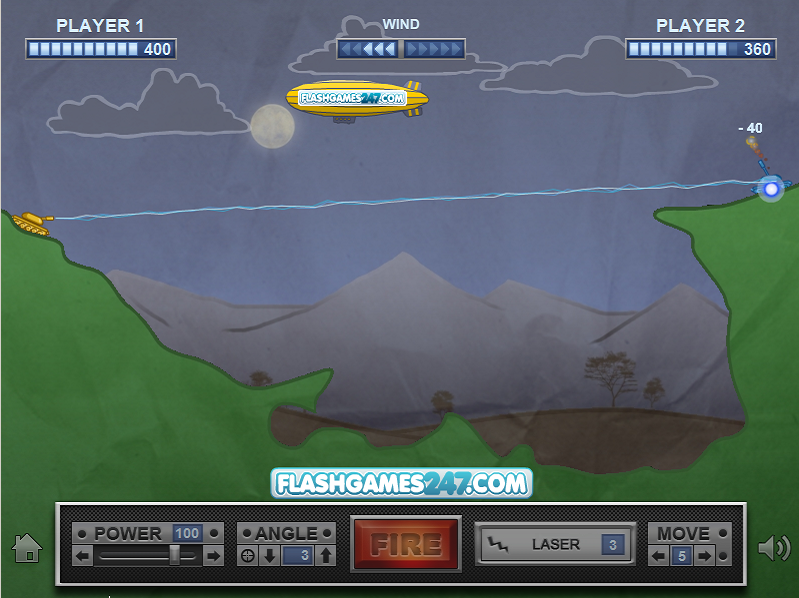 PLAYER 1
WIND
PLAYER 2
400
360
FLASHGAMES247.COM
- 40
FLASHGAMES247.COM
POWER 100
ANGLE
3
FIRE
LASER 3
MOVE
5